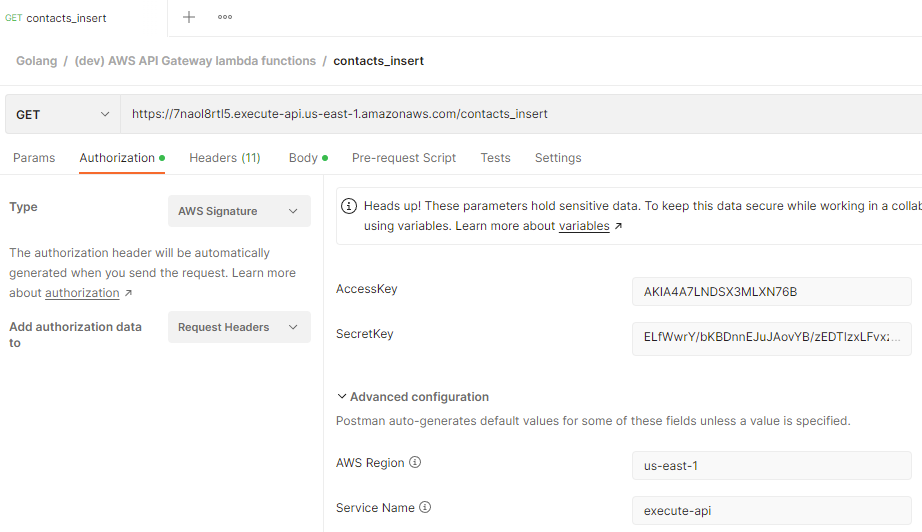 GET contacts_insert
Golang / (dev) AWS API Gateway lambda functions / contacts_insert
GET https://7naol8rtl5.execute-api.us-east-1.amazonaws.com/contacts_insert
Params Authorization Headers (11) Body Pre-request Script Tests Settings
Type AWS Signature
The authorization header will be automatically
generated when you send the request. Learn more
about authorization ↗
Add authorization data
to
Request Headers
Heads up! These parameters hold sensitive data. To keep this data secure while working in a collab
using variables. Learn more about variables ↗
AccessKey AKIA4A7LNDSX3MLXN76B
SecretKey ELfWwrY/bKBDnnEJuJAovYB/zEDTlzxLFvxz...
Advanced configuration
Postman auto-generates default values for some of these fields unless a value is specified.
AWS Region us-east-1
Service Name execute-api